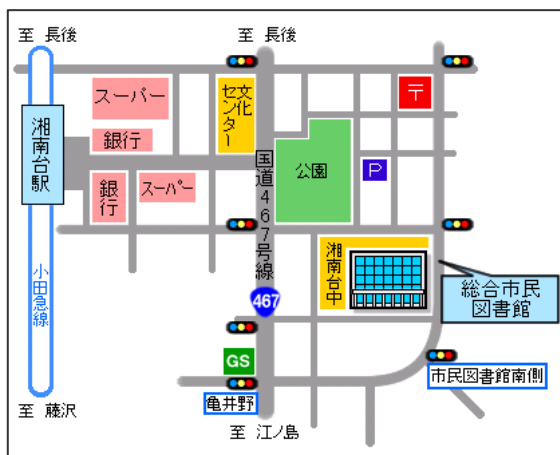 至 長後
至 長後
スーパー
文化
センター
〒
湘南台駅
銀行
国道467号線
公園
P
銀行
スーパー
小田急線
湘南台中
総合市民
図書館
467
GS
市民図書館南側
亀井野
至 藤沢
至 江ノ島